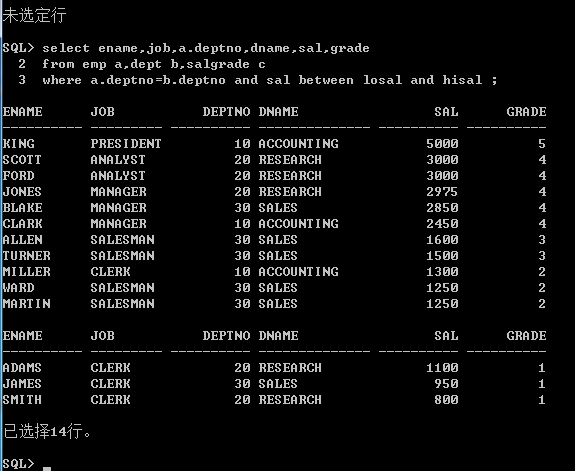 未选定行
SQL> select ename,job,a.deptno,dname,sal,grade
2 from emp a,dept b,salgrade c
3 where a.deptno=b.deptno and sal between losal and hisal ;
ENAME JOB DEPTNO DNAME SAL GRADE
---------- --------- ---------- -------------- ---------- ----------
KING PRESIDENT 10 ACCOUNTING 5000 5
SCOTT ANALYST 20 RESEARCH 3000 4
FORD ANALYST 20 RESEARCH 3000 4
JONES MANAGER 20 RESEARCH 2975 4
BLAKE MANAGER 30 SALES 2850 4
CLARK MANAGER 10 ACCOUNTING 2450 4
ALLEN SALESMAN 30 SALES 1600 3
TURNER SALESMAN 30 SALES 1500 3
MILLER CLERK 10 ACCOUNTING 1300 2
WARD SALESMAN 30 SALES 1250 2
MARTIN SALESMAN 30 SALES 1250 2
ENAME JOB DEPTNO DNAME SAL GRADE
---------- --------- ---------- -------------- ---------- ----------
ADAMS CLERK 20 RESEARCH 1100 1
JAMES CLERK 30 SALES 950 1
SMITH CLERK 20 RESEARCH 800 1
已选择14行。
SQL> _